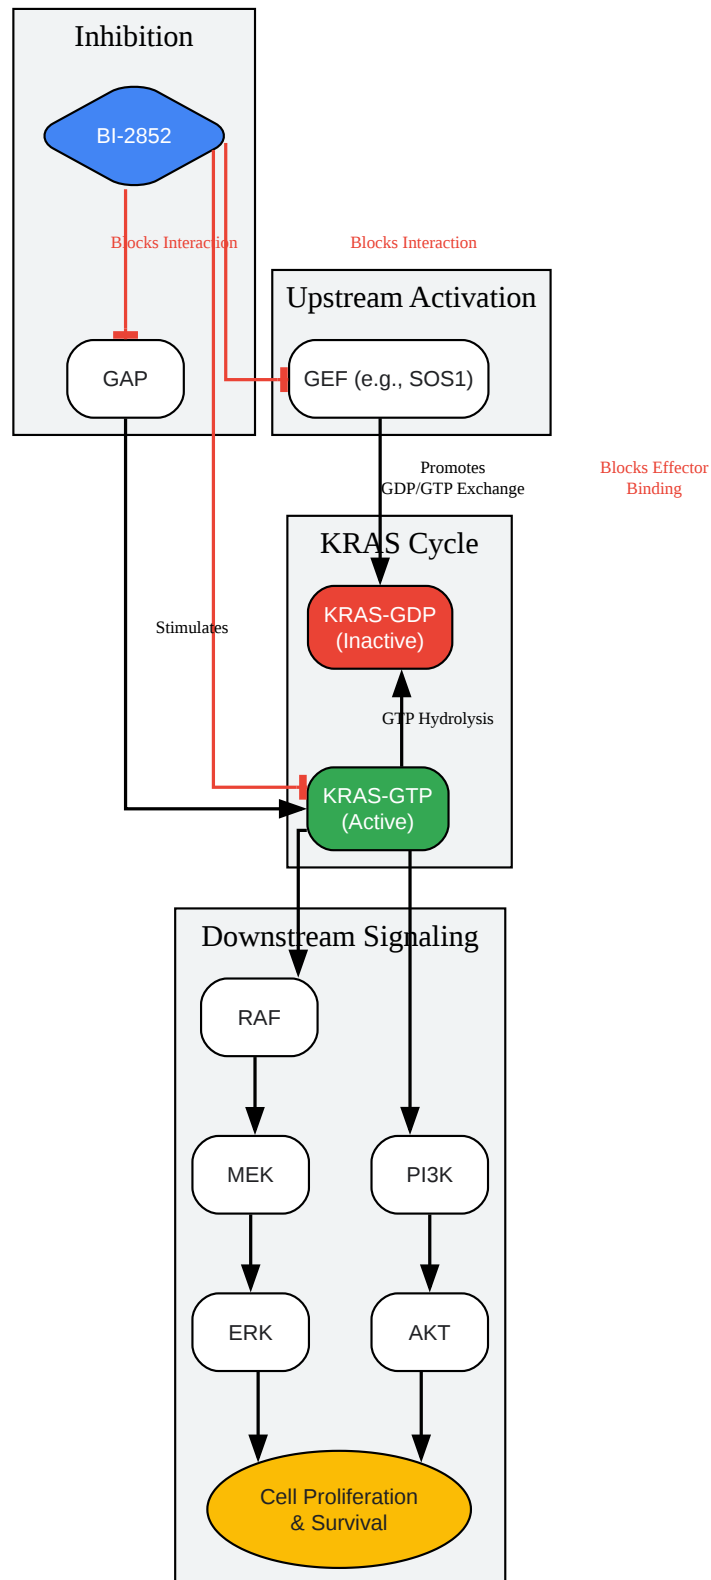 Inhibition
BI-2852
Blocks Interaction
Blocks Interaction
Upstream Activation
GAP
GEF (e.g., SOS1)
Promotes
GDP/GTP Exchange
Blocks Effector
Binding
KRAS Cycle
KRAS-GDP
(Inactive)
Stimulates
GTP Hydrolysis
KRAS-GTP
(Active)
Downstream Signaling
RAF
MEK
PI3K
ERK
AKT
Cell Proliferation
& Survival